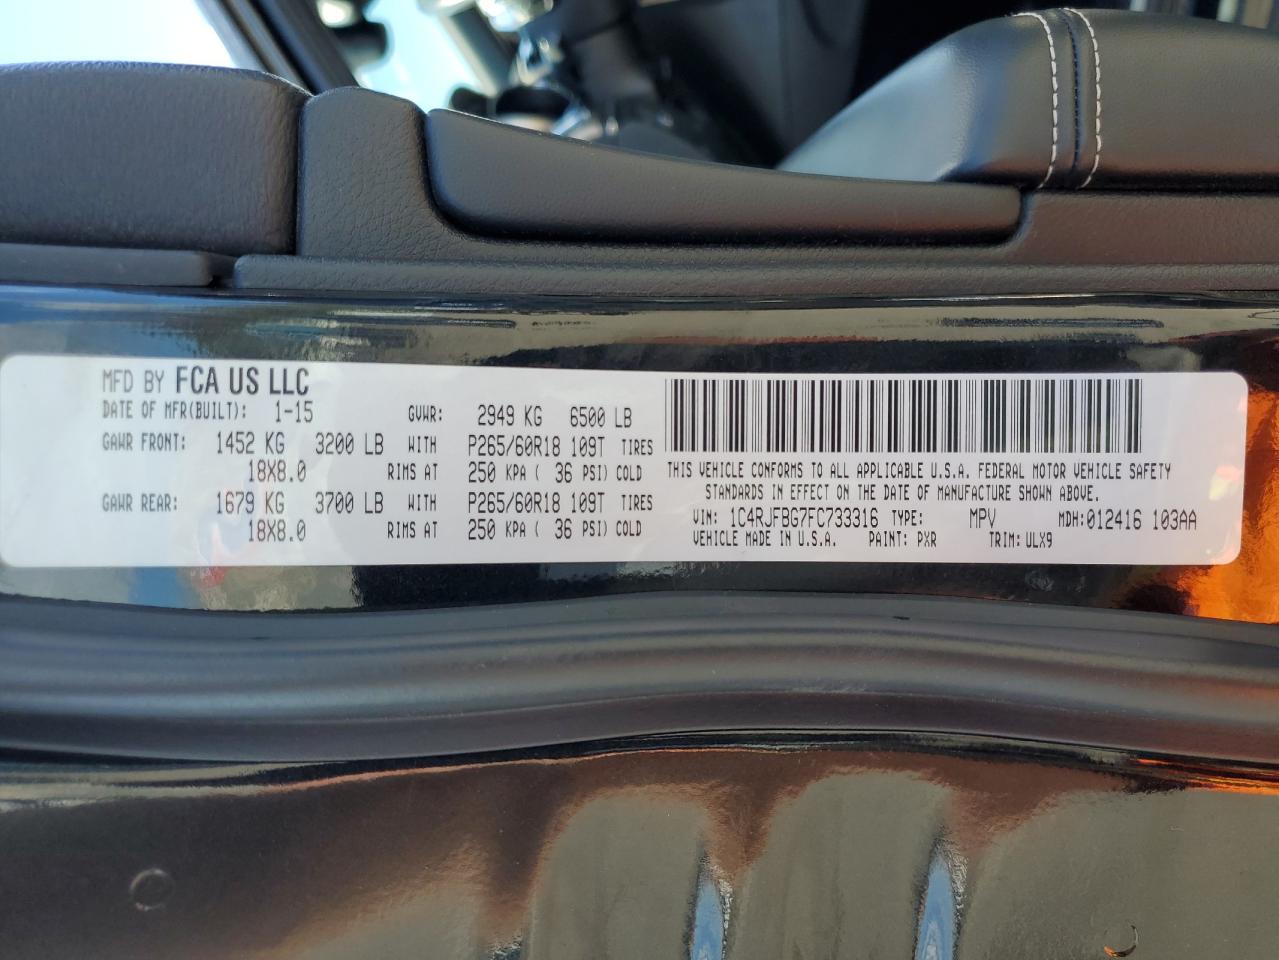 MFD BY FCA US LLC
DATE OF MFR(BUILT): 1-15 GVWR: 2949 KG 6500 LB
GAWR FRONT: 1452 KG 3200 LB WITH P265/60R18 109T TIRES
18X8.0 RIMS AT 250 KPA ( 36 PSI) COLD
GAWR REAR: 1679 KG 3700 LB WITH P265/60R18 109T TIRES
18X8.0 RIMS AT 250 KPA ( 36 PSI) COLD
THIS VEHICLE CONFORMS TO ALL APPLICABLE U.S.A. FEDERAL MOTOR VEHICLE SAFETY
STANDARDS IN EFFECT ON THE DATE OF MANUFACTURE SHOWN ABOVE.
VIN: 1C4RJFBG7FC733316 TYPE: MPV MDH:012416 103AA
VEHICLE MADE IN U.S.A. PAINT: PXR TRIM: ULX9